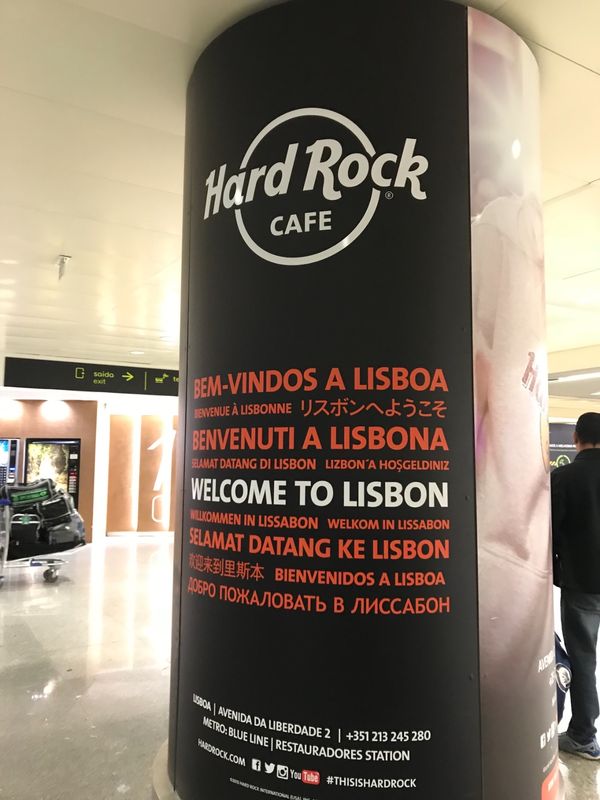 Hard Rock ®
CAFE
saída
exit
BEM-VINDOS A LISBOA
BIENVENUE À LISBONNE リスボンへようこそ
BENVENUTI A LISBONA
SELAMAT DATANG DI LISBON LIZBON'A HOŞGELDINIZ
WELCOME TO LISBON
WILLKOMMEN IN LISSABON WELKOM IN LISSABON
SELAMAT DATANG KE LISBON
欢迎来到里斯本 BIENVENIDOS A LISBOA
ДОБРО ПОЖАЛОВАТЬ В ЛИССАБОН
LISBOA | AVENIDA DA LIBERDADE 2 | +351 213 245 280
METRO: BLUE LINE | RESTAURADORES STATION
HARDROCK.COM You Tube #THISISHARDROCK